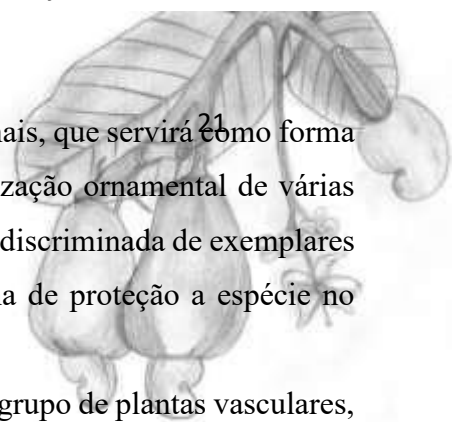 21
nais, que servirá como forma
zação ornamental de várias
discriminada de exemplares
a de proteção a espécie no
grupo de plantas vasculares,